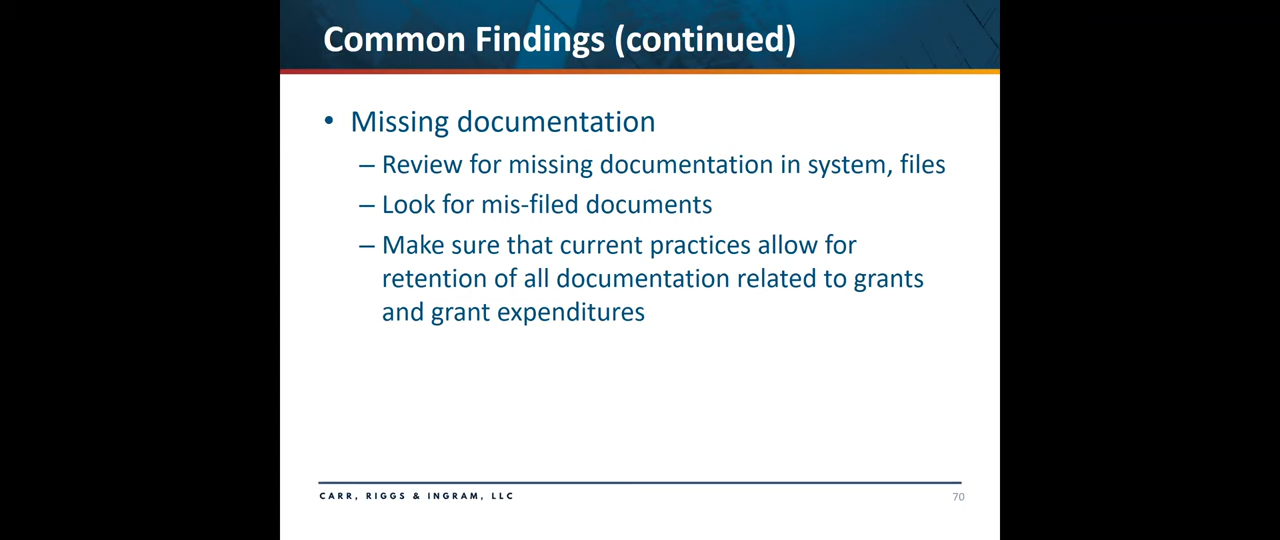 Common Findings (continued)
• Missing documentation
– Review for missing documentation in system, files
– Look for mis-filed documents
– Make sure that current practices allow for
retention of all documentation related to grants
and grant expenditures
CARR, RIGGS & INGRAM, LLC
70